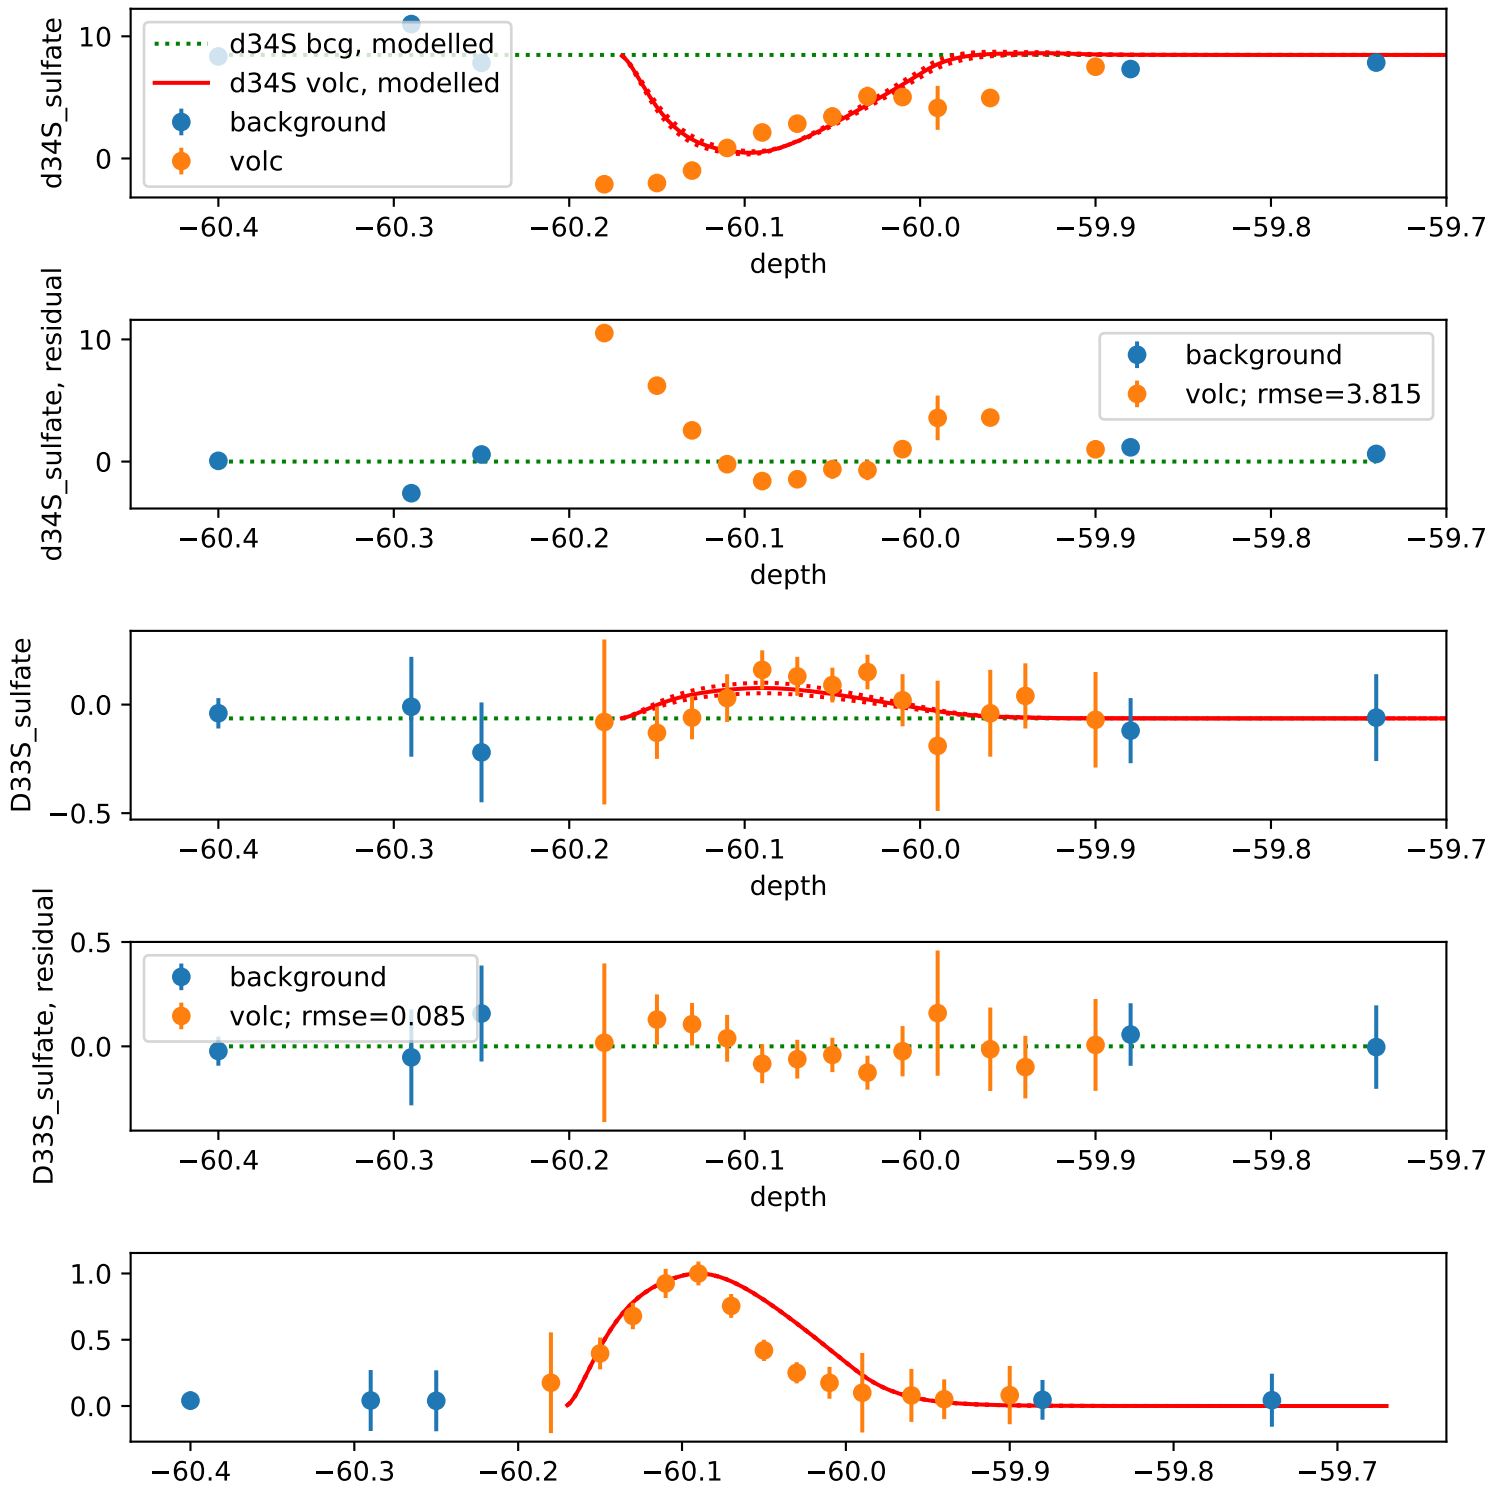 10
0
d34S_sulfate
d34S bcg, modelled
d34S volc, modelled
background
volc
−60.4 −60.3 −60.2 −60.1 −60.0 −59.9 −59.8 −59.7
depth
10
0
d34S_sulfate, residual
background
volc; rmse=3.815
−60.4 −60.3 −60.2 −60.1 −60.0 −59.9 −59.8 −59.7
depth
0.0
−0.5
D33S_sulfate
−60.4 −60.3 −60.2 −60.1 −60.0 −59.9 −59.8 −59.7
depth
0.5
0.0
D33S_sulfate, residual
background
volc; rmse=0.085
−60.4 −60.3 −60.2 −60.1 −60.0 −59.9 −59.8 −59.7
depth
1.0
0.5
0.0
−60.4 −60.3 −60.2 −60.1 −60.0 −59.9 −59.8 −59.7